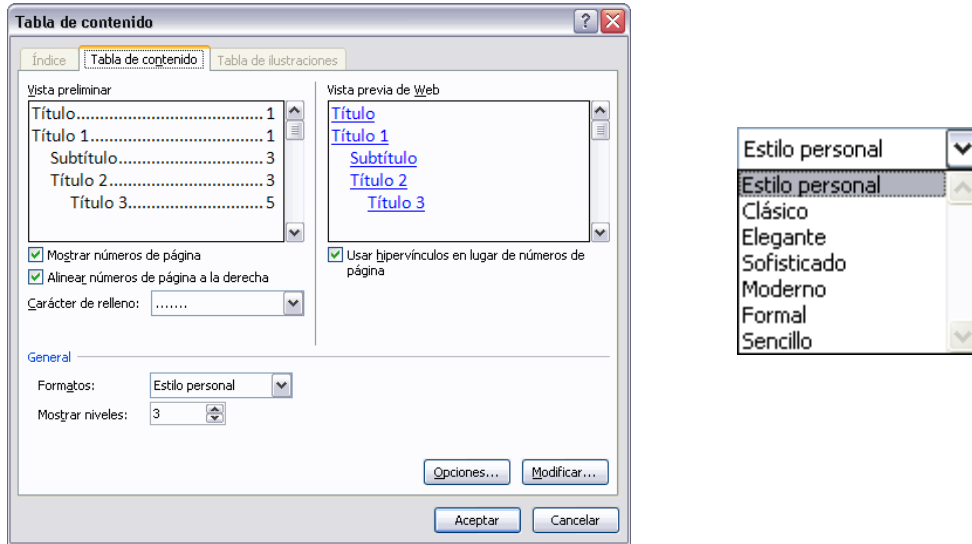 Tabla de contenido
Índice
Tabla de contenido
Tabla de ilustraciones
Vista preliminar
Título........................................ 1
Título 1..................................... 1
Subtítulo............................... 3
Título 2................................. 3
Título 3............................. 5
Mostrar números de página
Alinear números de página a la derecha
Carácter de relleno: .......
Vista previa de Web
Título
Título 1
Subtítulo
Título 2
Título 3
Usar hipervínculos en lugar de números de
página
General
Formatos: Estilo personal
Mostrar niveles: 3
Opciones... Modificar...
Aceptar Cancelar
Estilo personal
Estilo personal
Clásico
Elegante
Sofisticado
Moderno
Formal
Sencillo